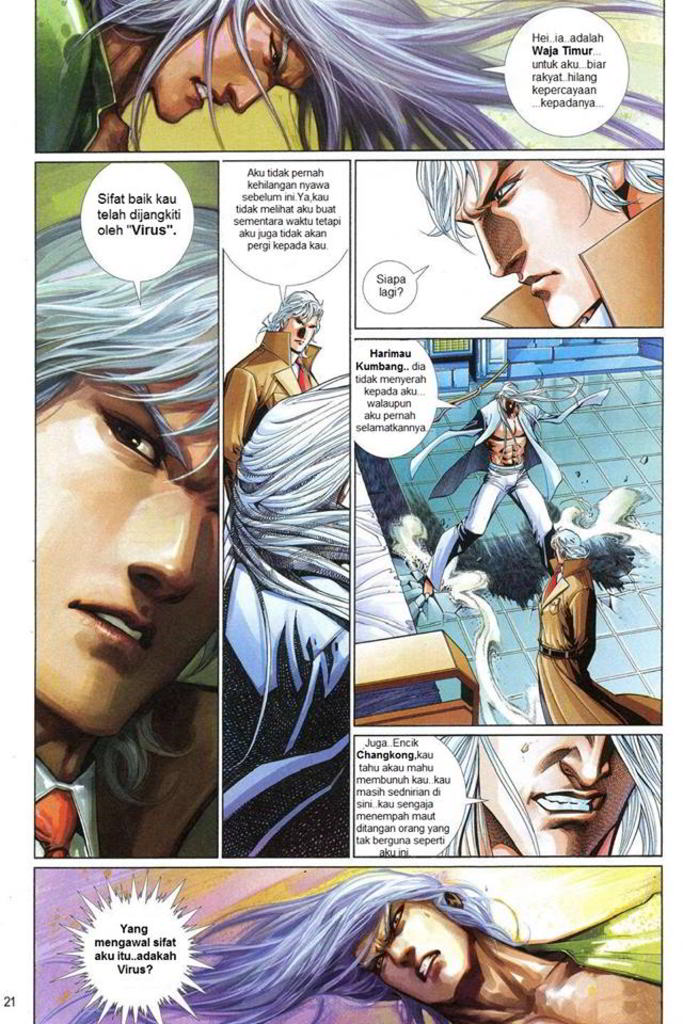 Hei..ia..adalah
Waja Timur...
untuk aku...biar
rakyat..hilang
kepercayaan
...kepadanya...
Sifat baik kau
telah dijangkiti
oleh "Virus".
Aku tidak pernah
kehilangan nyawa
sebelum ini.Ya,kau
tidak melihat aku buat
sementara waktu tetapi
aku juga tidak akan
pergi kepada kau.
Siapa
lagi?
Harimau
Kumbang.. dia
tidak menyerah
kepada aku...
walaupun
aku pernah
selamatkannya.
Juga..Encik
Changkong,kau
tahu akau mahu
membunuh kau..kau
masih sednirian di
sini..kau sengaja
menempah maut
ditangan orang yang
tak berguna seperti
aku ini.
Yang
mengawal sifat
aku itu..adakah
Virus?
21